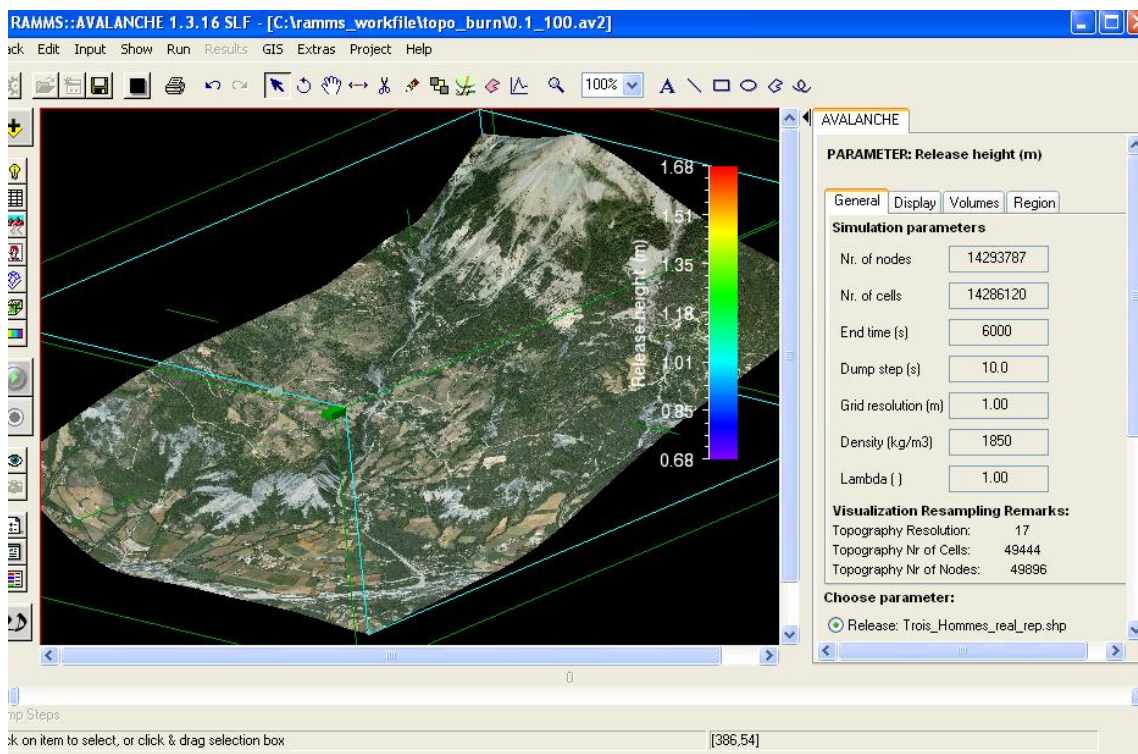 RAMMS::AVALANCHE 1.3.16 SLF - [C:\ramms_workfile\topo_burn\0.1_100.av2]
ack Edit Input Show Run Results GIS Extras Project Help
100%
AVALANCHE
PARAMETER: Release height (m)
General Display Volumes Region
Simulation parameters
Nr. of nodes 14293787
Nr. of cells 14286120
End time (s) 6000
Dump step (s) 10.0
Grid resolution (m) 1.00
Density (kg/m3) 1850
Lambda ( ) 1.00
Visualization Resampling Remarks:
Topography Resolution: 17
Topography Nr of Cells: 49444
Topography Nr of Nodes: 49896
Choose parameter:
Release: Trois_Hommes_real_rep.shp
Release height (m)
1.68
1.51
1.35
1.18
1.01
0.85
0.68
0
mp Steps
ck on item to select, or click & drag selection box [386,54]